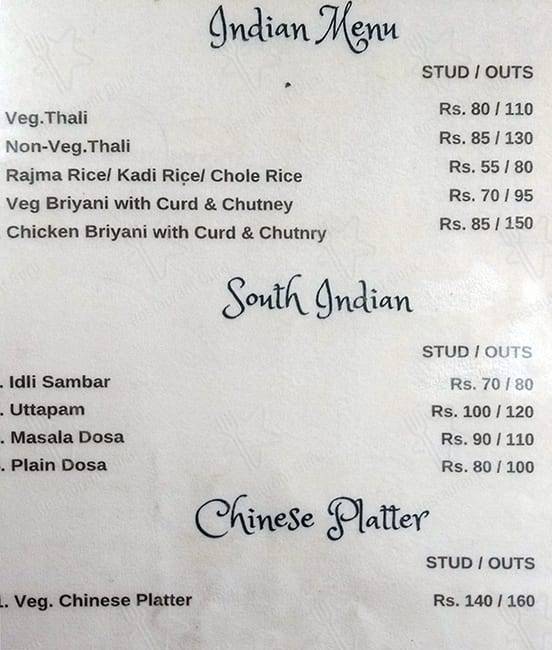 Indian Menu
STUD / OUTS
Veg.Thali Rs. 80 / 110
Non-Veg.Thali Rs. 85 / 130
Rajma Rice/ Kadi Rice/ Chole Rice Rs. 55 / 80
Veg Briyani with Curd & Chutney Rs. 70 / 95
Chicken Briyani with Curd & Chutnry Rs. 85 / 150
South Indian
STUD / OUTS
. Idli Sambar Rs. 70 / 80
. Uttapam Rs. 100 / 120
. Masala Dosa Rs. 90 / 110
. Plain Dosa Rs. 80 / 100
Chinese Platter
STUD / OUTS
. Veg. Chinese Platter Rs. 140 / 160